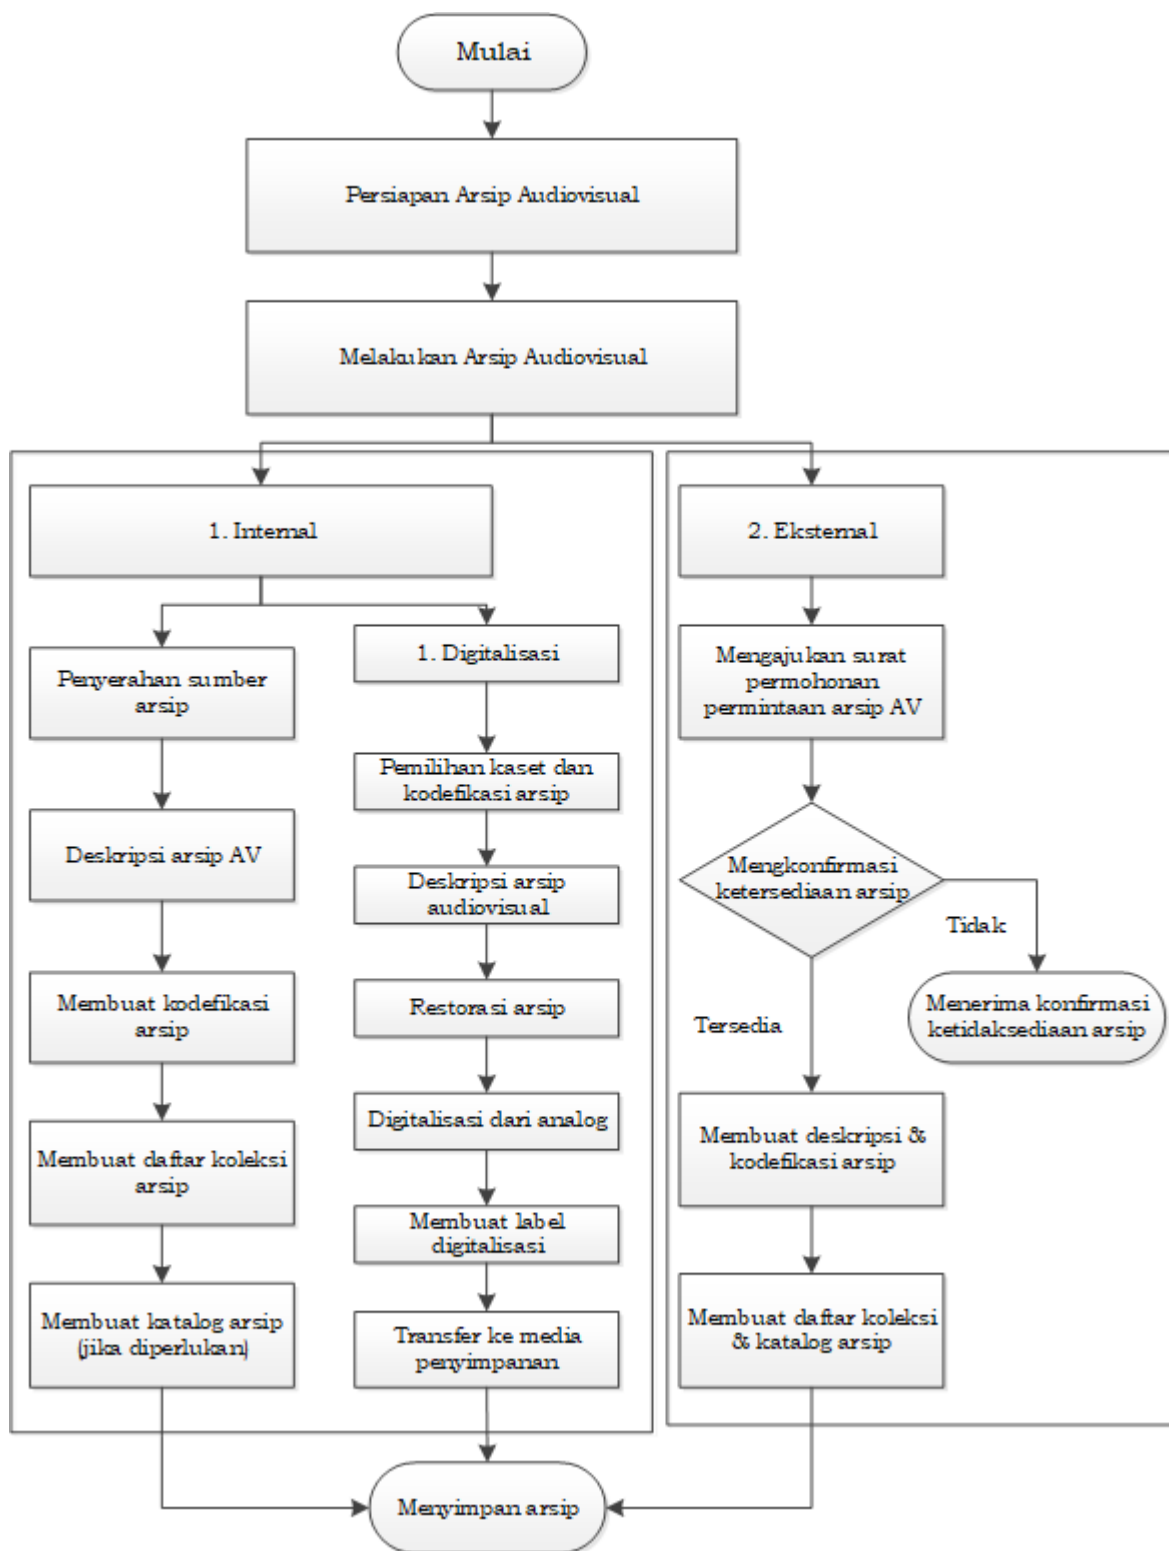 Mulai
Persiapan Arsip Audiovisual
Melakukan Arsip Audiovisual
1. Internal
Penyerahan sumber
arsip
Deskripsi arsip AV
Membuat kodefikasi
arsip
Membuat daftar koleksi
arsip
Membuat katalog arsip
(jika diperlukan)
1. Digitalisasi
Pemilihan kaset dan
kodefikasi arsip
Deskripsi arsip
audiovisual
Restorasi arsip
Digitalisasi dari analog
Membuat label
digitalisasi
Transfer ke media
penyimpanan
2. Eksternal
Mengajukan surat
permohonan
permintaan arsip AV
Mengkonfirmasi
ketersediaan arsip
Tidak
Menerima konfirmasi
ketidaksediaan arsip
Tersedia
Membuat deskripsi &
kodefikasi arsip
Membuat daftar koleksi
& katalog arsip
Menyimpan arsip